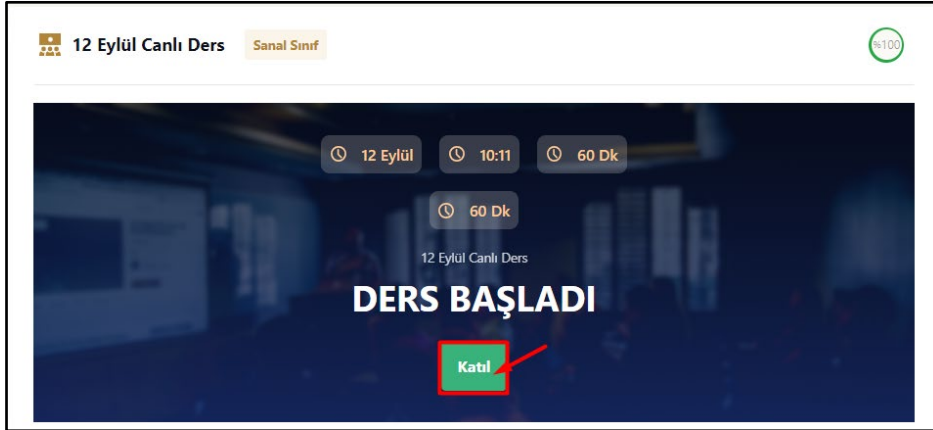 12 Eylül Canlı Ders Sanal Sınıf %100
12 Eylül 10:11 60 Dk
60 Dk
12 Eylül Canlı Ders
DERS BAŞLADI
Katıl